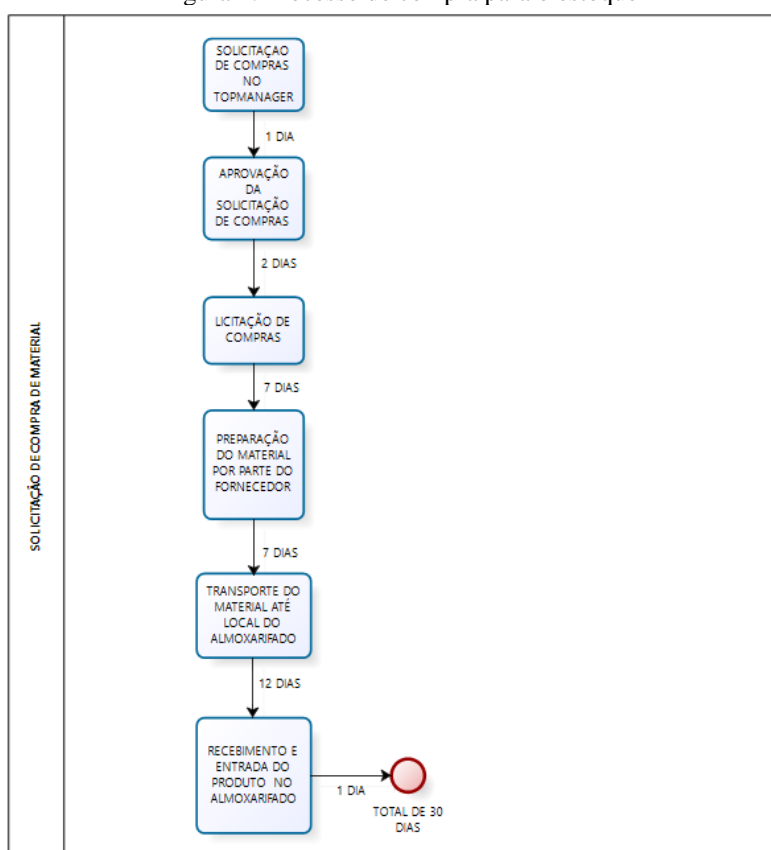 SOLICITAÇÃO DE COMPRA DE MATERIAL
SOLICITAÇAO
DE COMPRAS
NO
TOPMANAGER
1 DIA
APROVAÇÃO
DA
SOLICITAÇÃO
DE COMPRAS
2 DIAS
LICITAÇÃO DE
COMPRAS
7 DIAS
PREPARAÇÃO
DO MATERIAL
POR PARTE DO
FORNECEDOR
7 DIAS
TRANSPORTE DO
MATERIAL ATÉ
LOCAL DO
ALMOXARIFADO
12 DIAS
RECEBIMENTO E
ENTRADA DO
PRODUTO NO
ALMOXARIFADO
1 DIA
TOTAL DE 30
DIAS